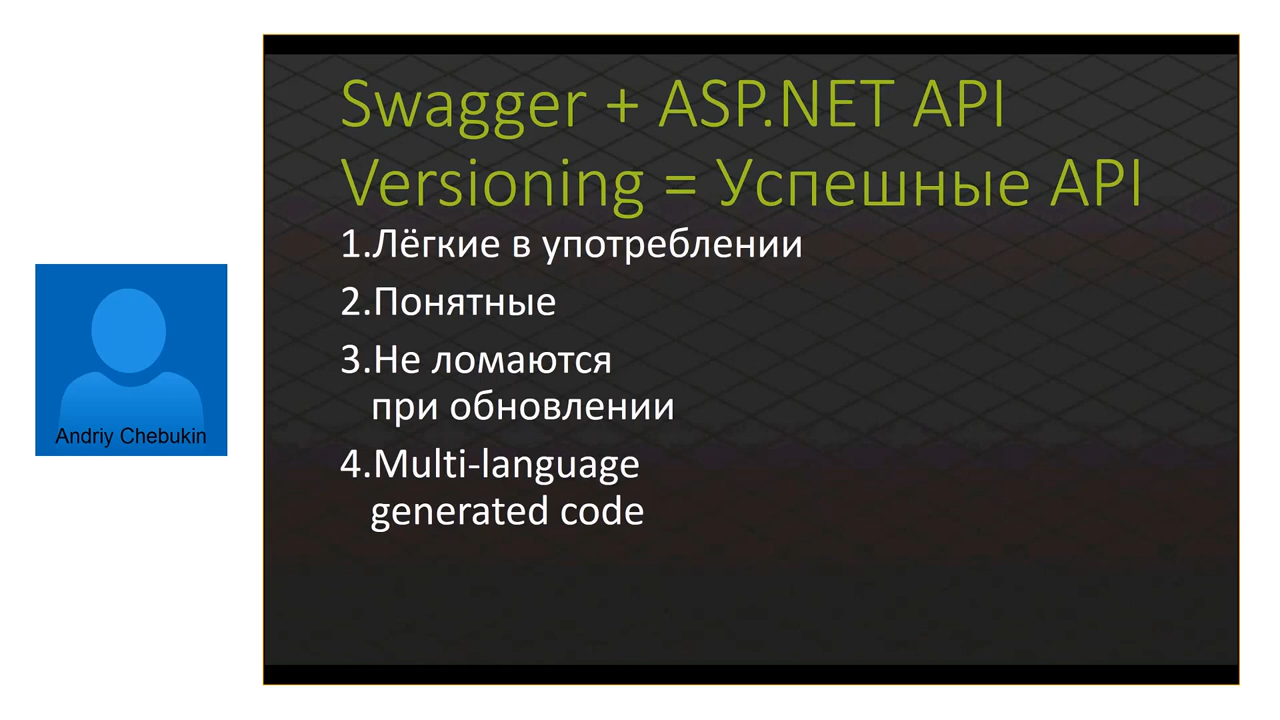 Swagger + ASP.NET API
Versioning = Успешные API
1.Лёгкие в употреблении
2.Понятные
3.Не ломаются
при обновлении
4.Multi-language
generated code
Andriy Chebukin